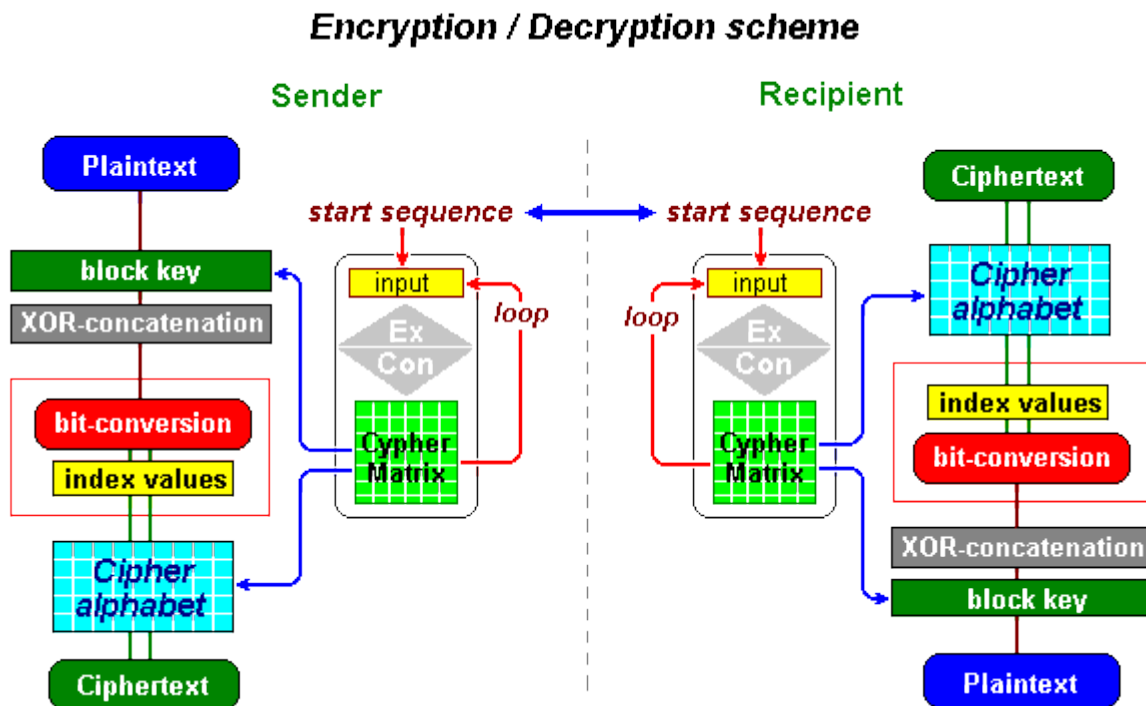 Encryption / Decryption scheme
Sender
Plaintext
start sequence
block key
input
XOR-concatenation
loop
Ex
Con
bit-conversion
index values
Cypher
Matrix
Cipher
alphabet
Ciphertext
Recipient
Ciphertext
start sequence
input
Cipher
alphabet
loop
Ex
Con
index values
Cypher
Matrix
bit-conversion
XOR-concatenation
block key
Plaintext